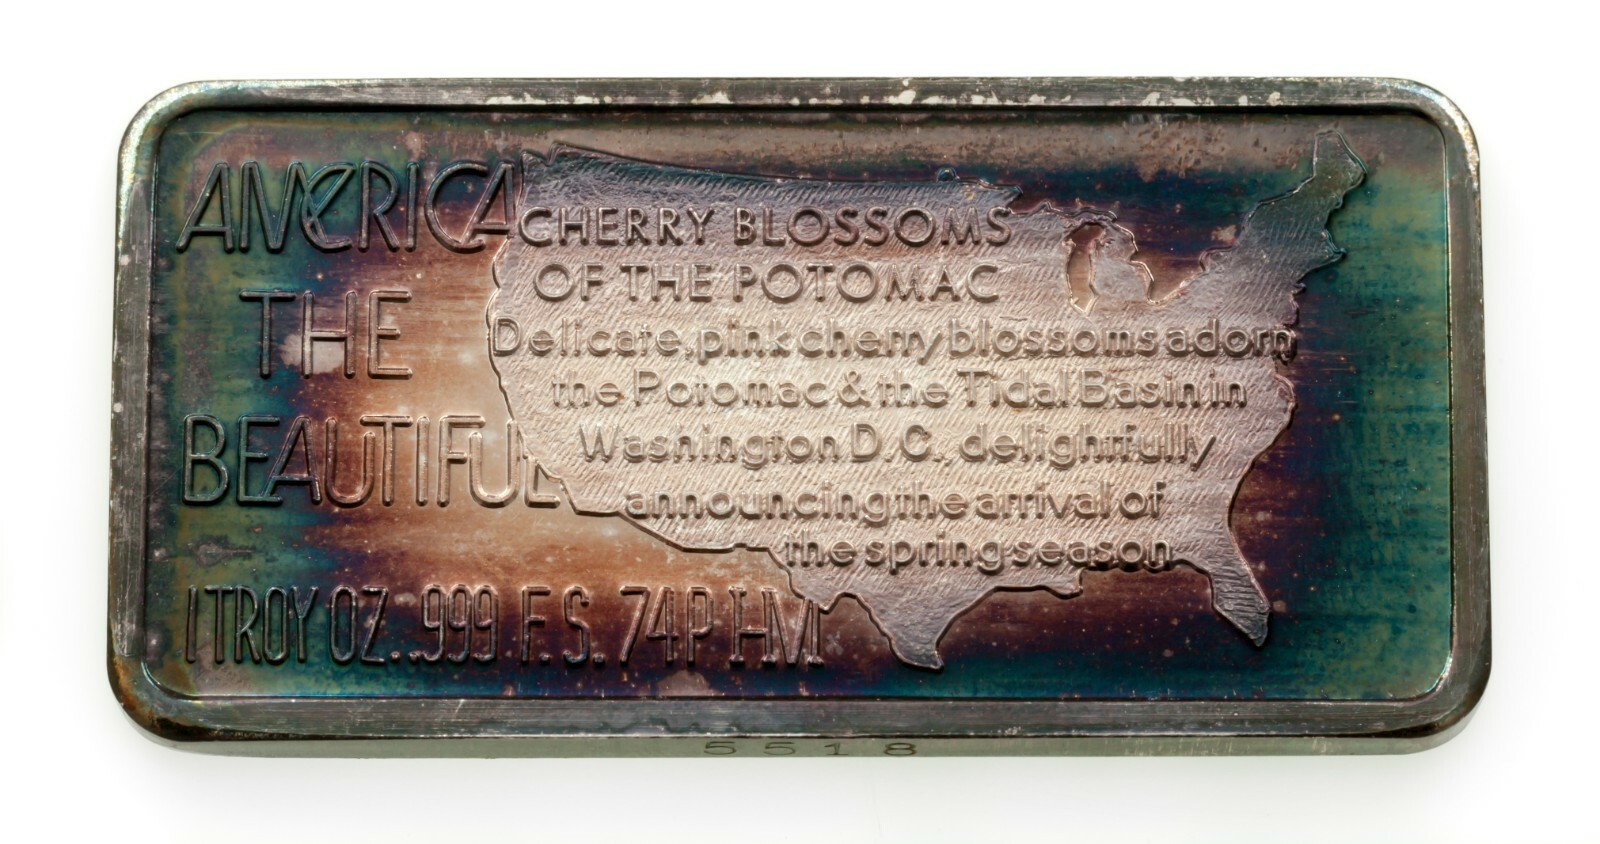 AMERICA
THE
BEAUTIFUL
CHERRY BLOSSOMS
OF THE POTOMAC
Delicate, pink cherry blossoms adorn
the Potomac & the Tidal Basin in
Washington D.C., delightfully
announcing the arrival of
the spring season
1 TROY OZ. .999 F.S. 74P HM
5518